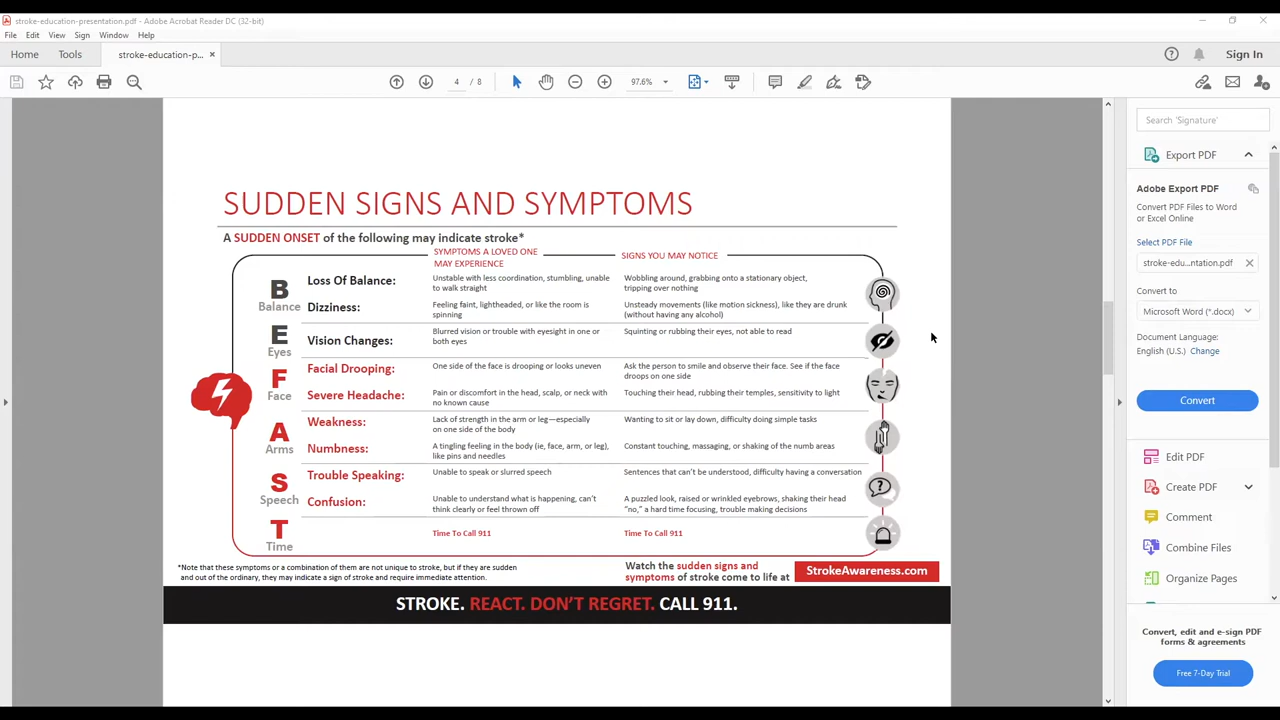 stroke-education-presentation.pdf - Adobe Acrobat Reader DC (32-bit)
File Edit View Sign Window Help
Home Tools stroke-education-p... × Sign In
4 / 8 97.6%
SUDDEN SIGNS AND SYMPTOMS
A SUDDEN ONSET of the following may indicate stroke*
SYMPTOMS A LOVED ONE
MAY EXPERIENCE
SIGNS YOU MAY NOTICE
B
Balance
Loss Of Balance:
Unstable with less coordination, stumbling, unable
to walk straight
Wobbling around, grabbing onto a stationary object,
tripping over nothing
Dizziness:
Feeling faint, lightheaded, or like the room is
spinning
Unsteady movements (like motion sickness), like they are drunk
(without having any alcohol)
E
Eyes
Vision Changes:
Blurred vision or trouble with eyesight in one or
both eyes
Squinting or rubbing their eyes, not able to read
F
Face
Facial Drooping:
One side of the face is drooping or looks uneven
Ask the person to smile and observe their face. See if the face
droops on one side
Severe Headache:
Pain or discomfort in the head, scalp, or neck with
no known cause
Touching their head, rubbing their temples, sensitivity to light
A
Arms
Weakness:
Lack of strength in the arm or leg—especially
on one side of the body
Wanting to sit or lay down, difficulty doing simple tasks
Numbness:
A tingling feeling in the body (ie, face, arm, or leg),
like pins and needles
Constant touching, massaging, or shaking of the numb areas
S
Speech
Trouble Speaking:
Unable to speak or slurred speech
Sentences that can't be understood, difficulty having a conversation
Confusion:
Unable to understand what is happening, can't
think clearly or feel thrown off
A puzzled look, raised or wrinkled eyebrows, shaking their head
"no," a hard time focusing, trouble making decisions
T
Time
Time To Call 911
Time To Call 911
?
*Note that these symptoms or a combination of them are not unique to stroke, but if they are sudden
and out of the ordinary, they may indicate a sign of stroke and require immediate attention.
Watch the sudden signs and
symptoms of stroke come to life at
StrokeAwareness.com
STROKE. REACT. DON'T REGRET. CALL 911.
Search 'Signature'
Export PDF
Adobe Export PDF
Convert PDF Files to Word
or Excel Online
Select PDF File
stroke-edu...ntation.pdf
Convert to
Microsoft Word (*.docx)
Document Language:
English (U.S.) Change
Convert
Edit PDF
Create PDF
Comment
Combine Files
Organize Pages
Convert, edit and e-sign PDF
forms & agreements
Free 7-Day Trial